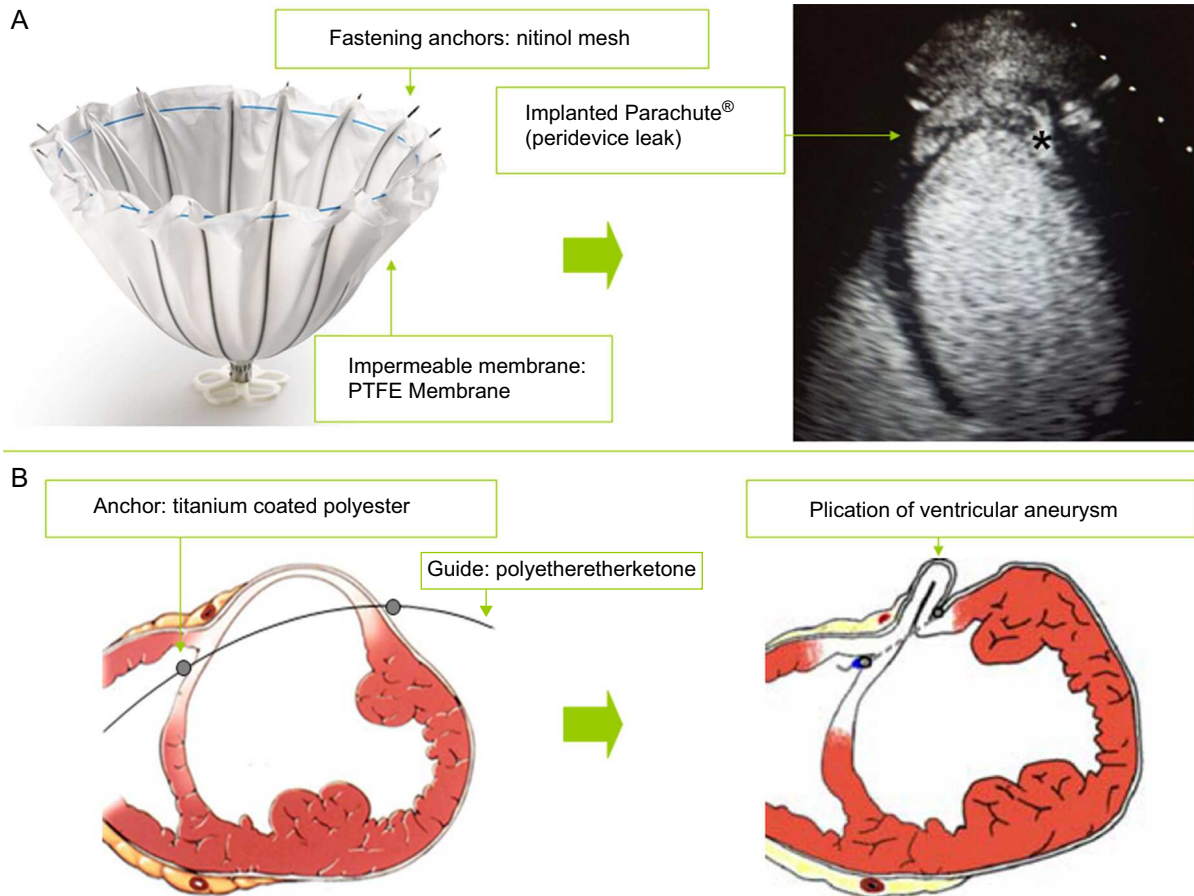 A
Fastening anchors: nitinol mesh
Implanted Parachute®
(peridevice leak)
*
Impermeable membrane:
PTFE Membrane
B
Anchor: titanium coated polyester
Plication of ventricular aneurysm
Guide: polyetheretherketone